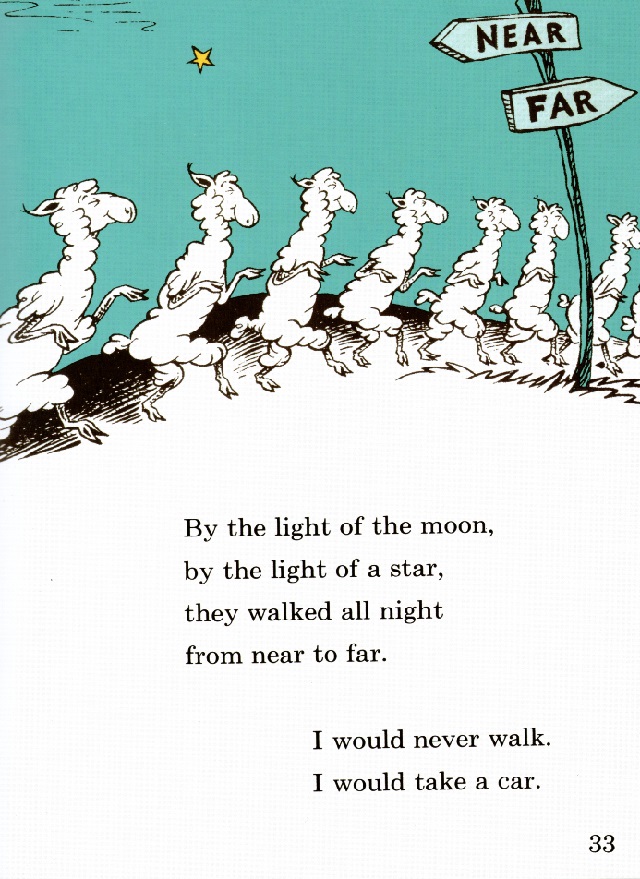 NEAR
FAR
By the light of the moon,
by the light of a star,
they walked all night
from near to far.
I would never walk.
I would take a car.
33